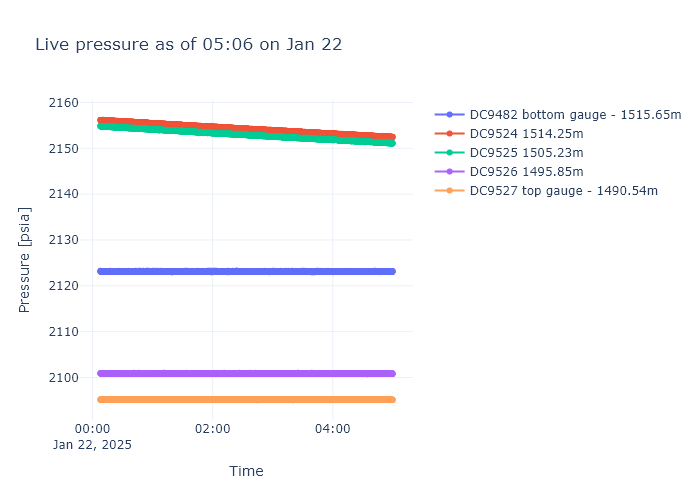 Live pressure as of 05:06 on Jan 22
2160
2150
2140
2130
2120
2110
2100
Pressure [psia]
00:00
Jan 22, 2025
02:00
04:00
Time
DC9482 bottom gauge - 1515.65m
DC9524 1514.25m
DC9525 1505.23m
DC9526 1495.85m
DC9527 top gauge - 1490.54m